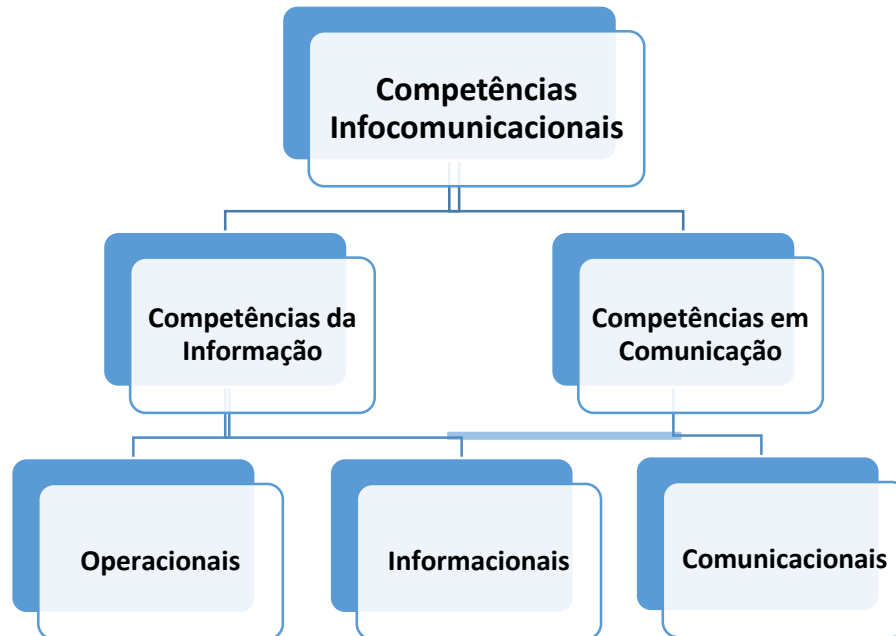 Competências
Infocomunicacionais
Competências da
Informação
Competências em
Comunicação
Operacionais
Informacionais
Comunicacionais